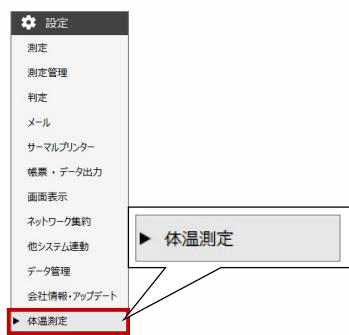 設定
測定
測定管理
判定
メール
サーマルプリンター
帳票・データ出力
画面表示
ネットワーク集約
他システム連動
データ管理
会社情報・アップデート
▶ 体温測定
▶ 体温測定